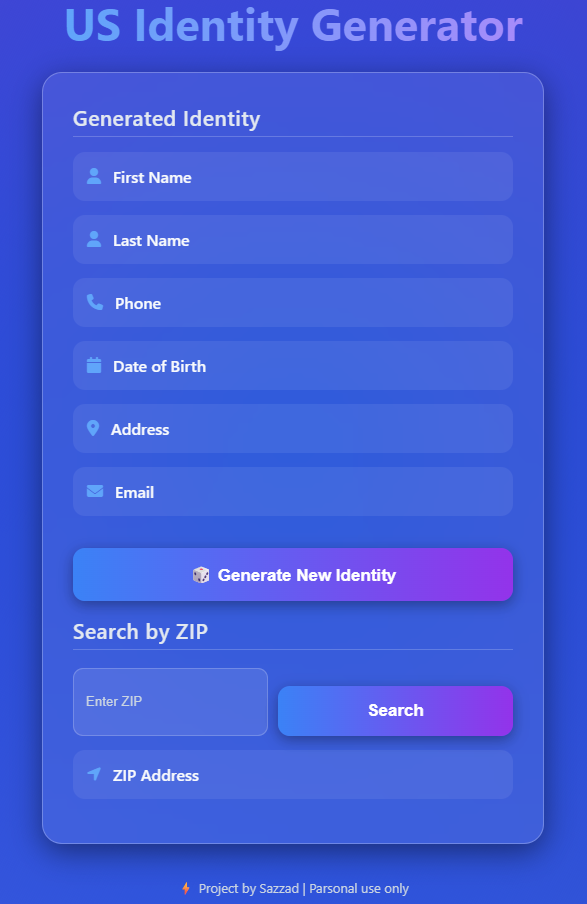 US Identity Generator
Generated Identity
First Name
Last Name
Phone
Date of Birth
Address
Email
🎲 Generate New Identity
Search by ZIP
Enter ZIP
Search
ZIP Address
⚡ Project by Sazzad | Parsonal use only